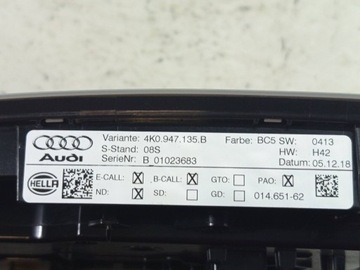 Variante: 4K0.947.135.B Farbe: BC5 SW: 0413
S-Stand: 08S HW: H42
Audi SerieNr: B_01023683 Datum: 05.12.18
HELLA E-CALL: X B-CALL: X GTO: PAO: X
ND: X SD: GD: 014.651-62